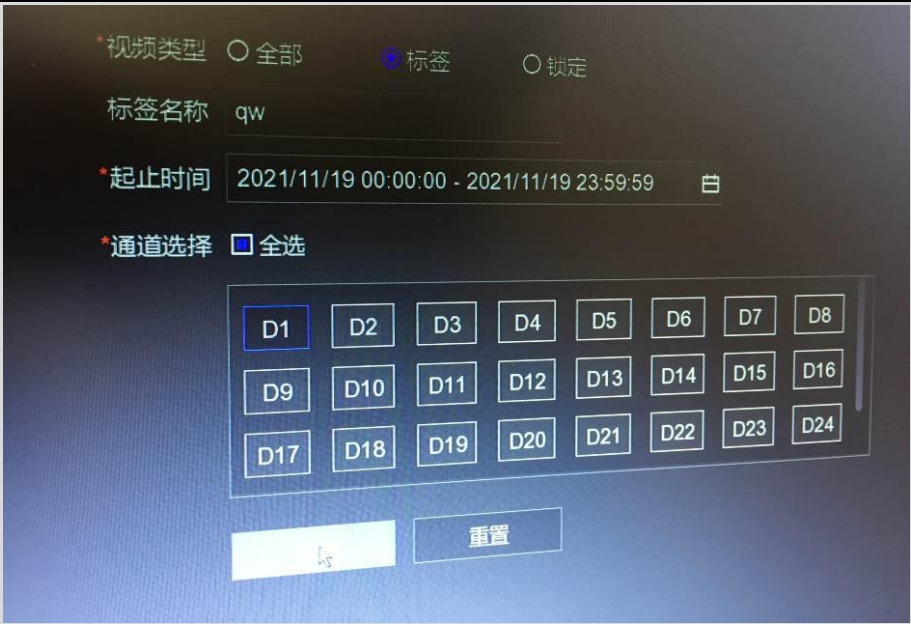 *视频类型 全部 标签 锁定
标签名称 qw
*起止时间 2021/11/19 00:00:00 - 2021/11/19 23:59:59
*通道选择 全选
D1 D2 D3 D4 D5 D6 D7 D8
D9 D10 D11 D12 D13 D14 D15 D16
D17 D18 D19 D20 D21 D22 D23 D24
重置